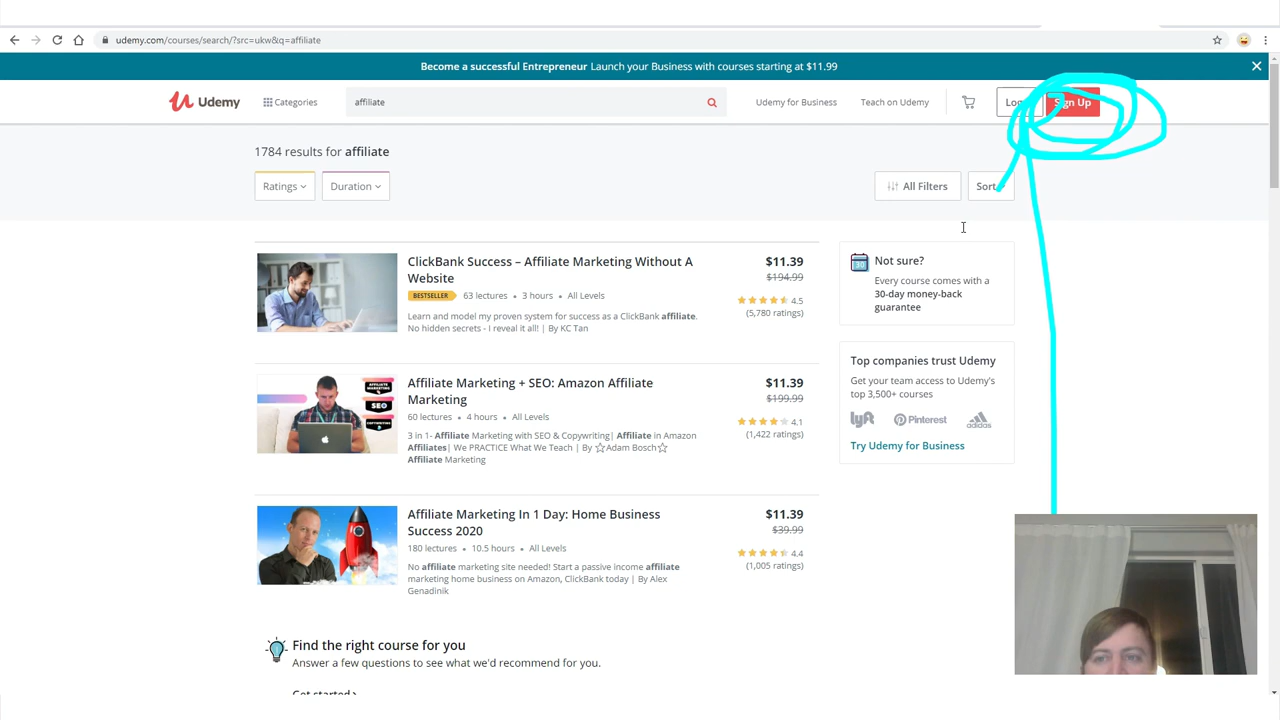 udemy.com/courses/search/?src=ukw&q=affiliate
Become a successful Entrepreneur Launch your Business with courses starting at $11.99
Udemy
Categories
affiliate
Udemy for Business
Teach on Udemy
Sign Up
1784 results for affiliate
Ratings
Duration
All Filters
Sort
ClickBank Success – Affiliate Marketing Without A
Website
BESTSELLER 63 lectures • 3 hours • All Levels
Learn and model my proven system for success as a ClickBank affiliate.
No hidden secrets - I reveal it all! | By KC Tan
$11.39
$194.99
4.5
(5,780 ratings)
Not sure?
Every course comes with a
30-day money-back
guarantee
30
Affiliate Marketing + SEO: Amazon Affiliate
Marketing
60 lectures • 4 hours • All Levels
3 in 1- Affiliate Marketing with SEO & Copywriting| Affiliate in Amazon
Affiliates| We PRACTICE What We Teach | By ☆Adam Bosch☆
Affiliate Marketing
$11.39
$199.99
4.1
(1,422 ratings)
AFFILIATE
MARKETING
SEO
Top companies trust Udemy
Get your team access to Udemy's
top 3,500+ courses
lyft
Pinterest
adidas
Try Udemy for Business
Affiliate Marketing In 1 Day: Home Business
Success 2020
180 lectures • 10.5 hours • All Levels
No affiliate marketing site needed! Start a passive income affiliate
marketing home business on Amazon, ClickBank today | By Alex
Genadinik
$11.39
$39.99
4.4
(1,005 ratings)
Find the right course for you
Answer a few questions to see what we'd recommend for you.
Get started